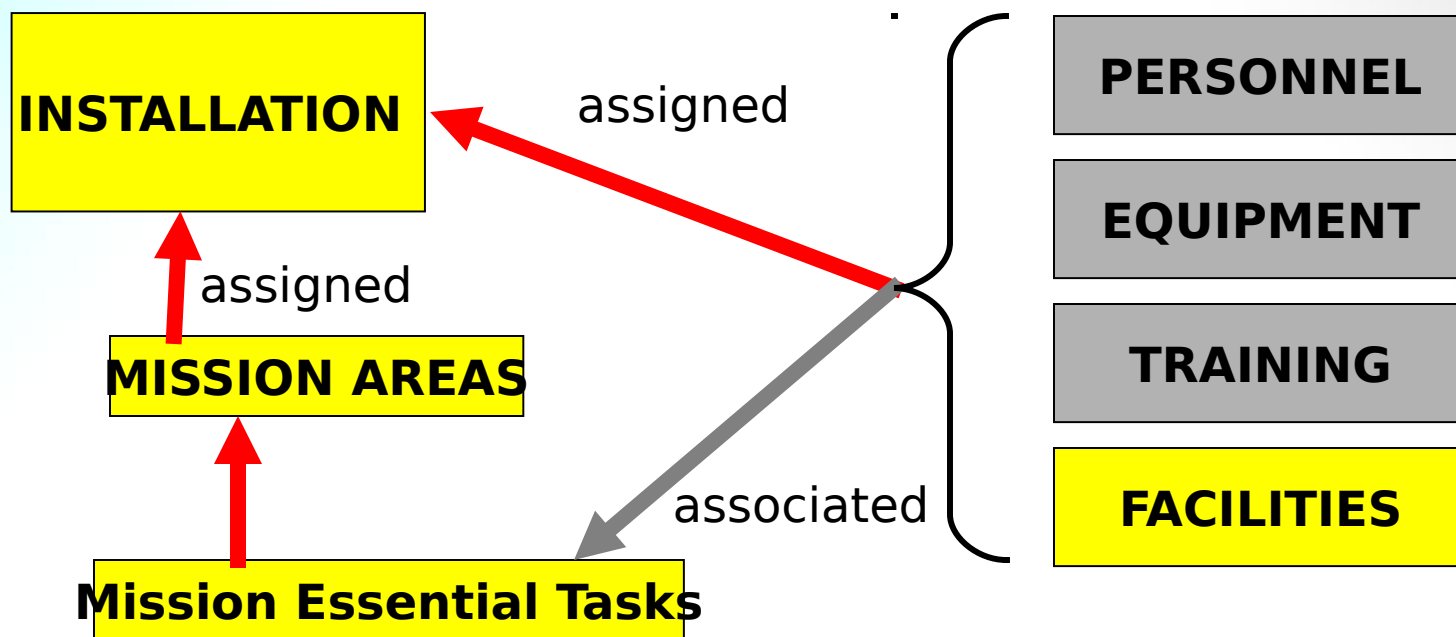 INSTALLATION
assigned
assigned
MISSION AREAS
associated
Mission Essential Tasks
PERSONNEL
EQUIPMENT
TRAINING
FACILITIES